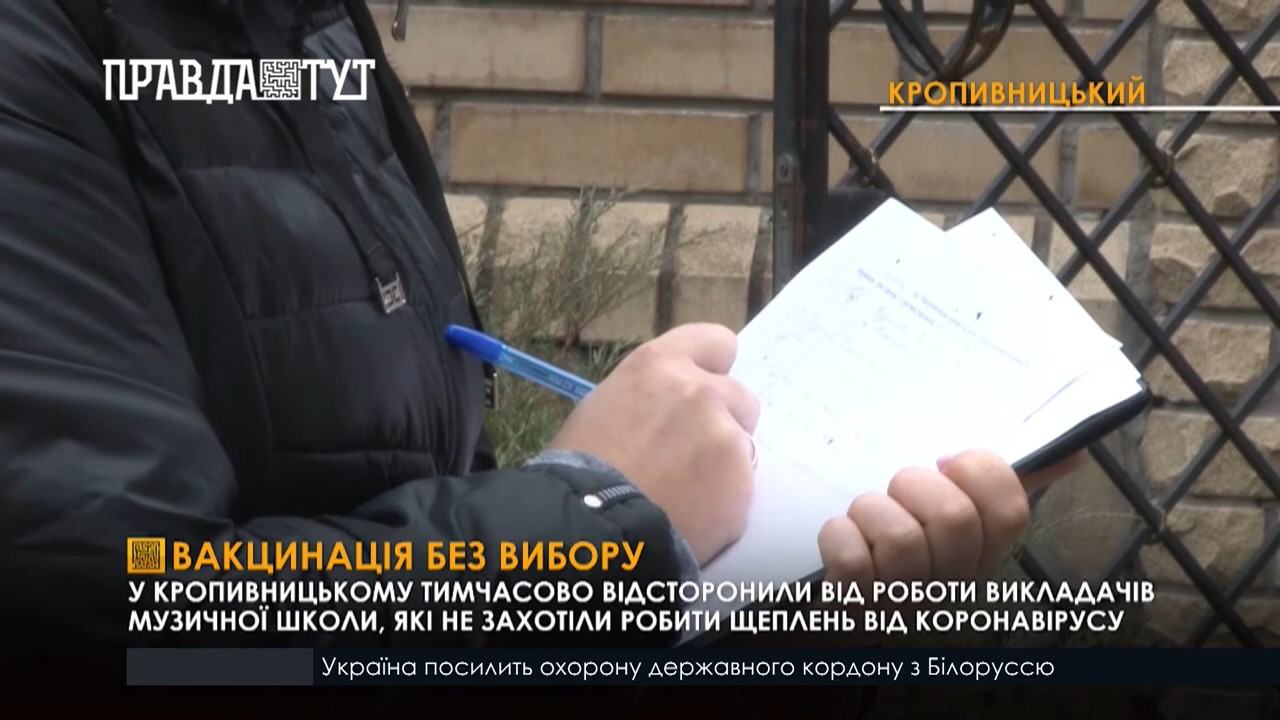 ПРАВДА ТУТ
КРОПИВНИЦЬКИЙ
ВАКЦИНАЦІЯ БЕЗ ВИБОРУ
У КРОПИВНИЦЬКОМУ ТИМЧАСОВО ВІДСТОРОНИЛИ ВІД РОБОТИ ВИКЛАДАЧІВ
МУЗИЧНОЇ ШКОЛИ, ЯКІ НЕ ЗАХОТІЛИ РОБИТИ ЩЕПЛЕНЬ ВІД КОРОНАВІРУСУ
Україна посилить охорону державного кордону з Білоруссю